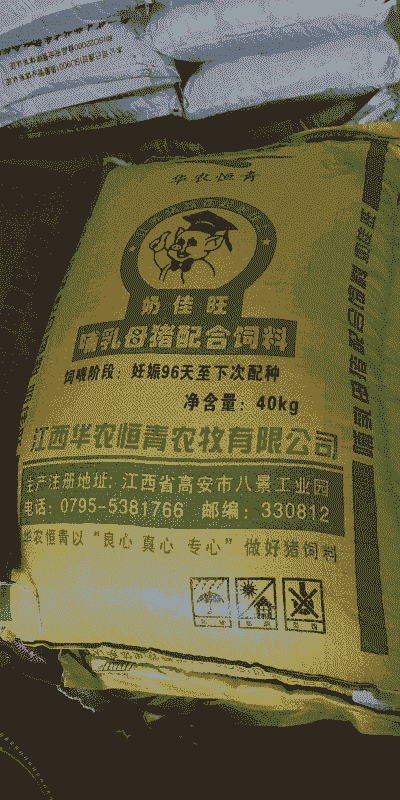 华农恒青
奶佳旺
哺乳母猪配合饲料
饲喂阶段：妊娠96天至下次配种
净含量：40kg
江西华农恒青农牧有限公司
生产注册地址：江西省高安市八景工业园
电话：0795-5381766 邮编：330812
华农恒青以“良心 真心 专心”做好猪饲料